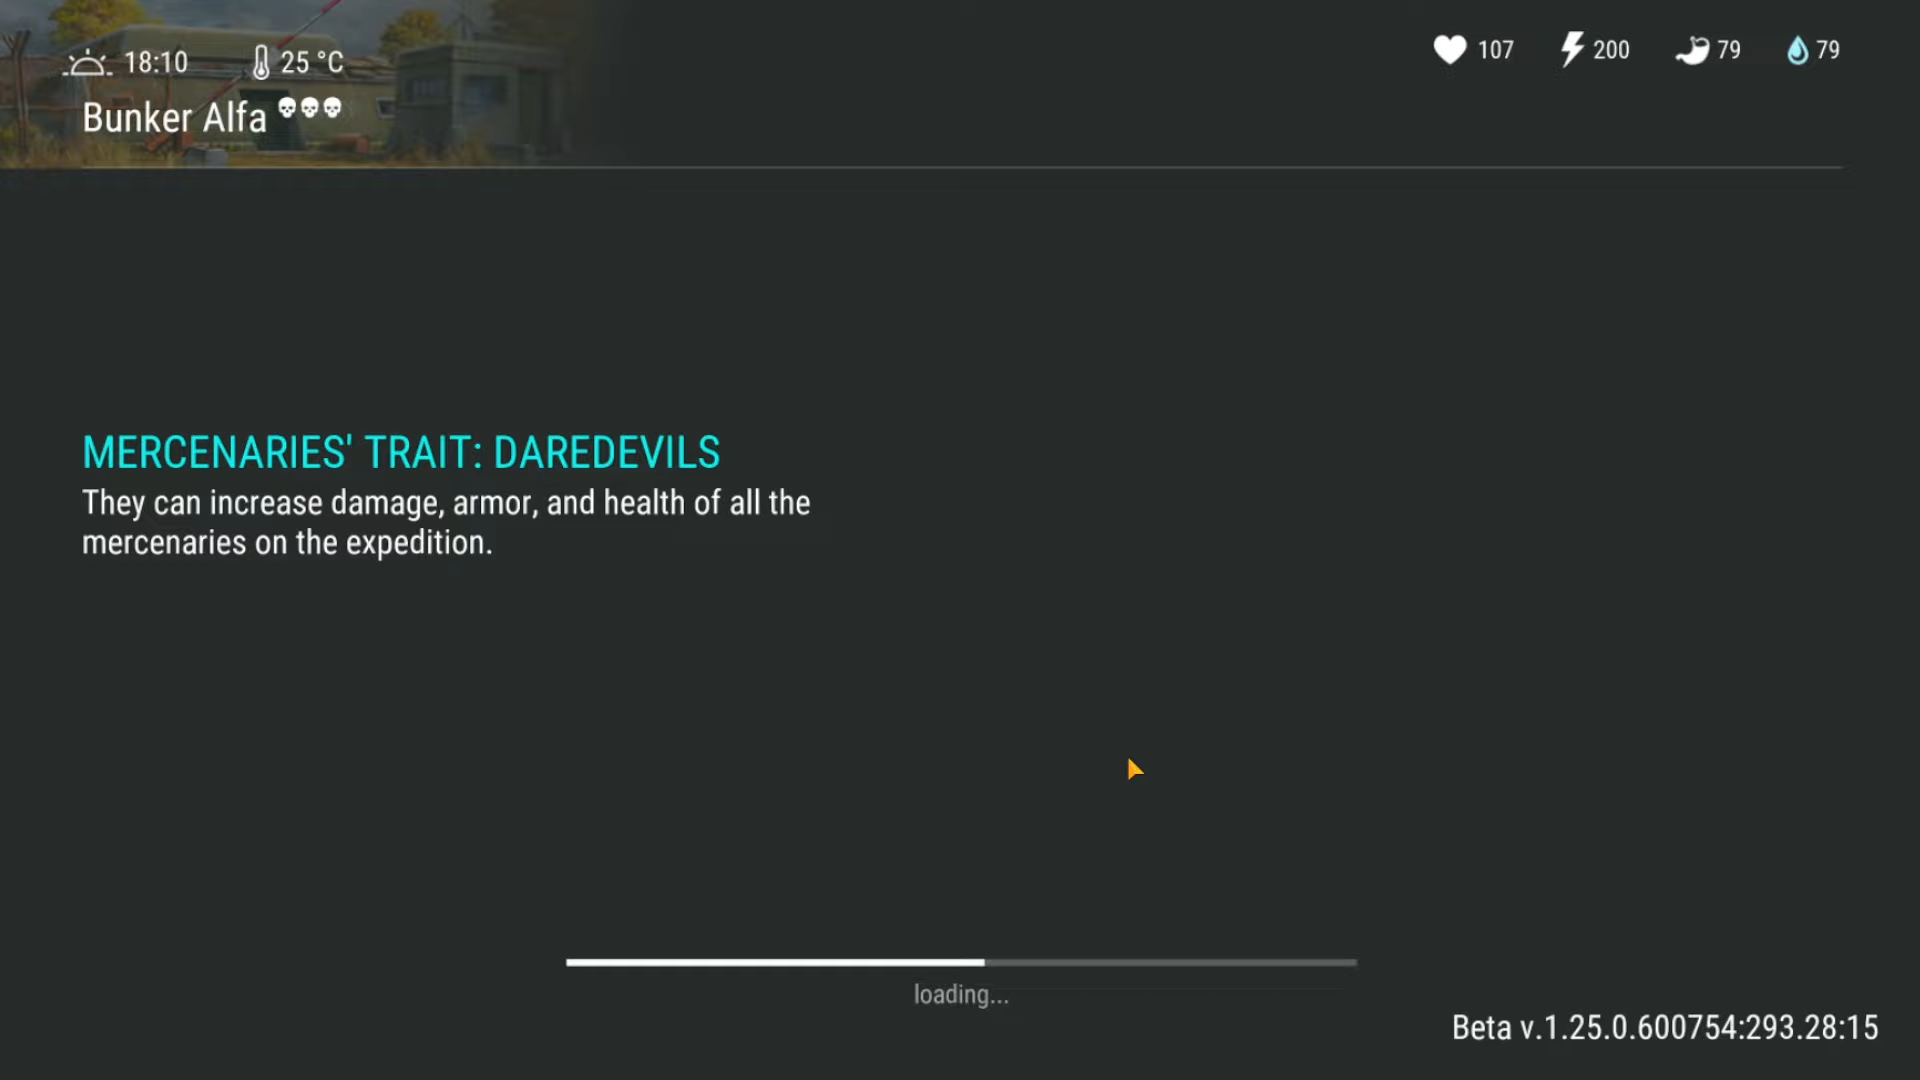 18:10 25 °C
107 200 79 79
Bunker Alfa
MERCENARIES' TRAIT: DAREDEVILS
They can increase damage, armor, and health of all the
mercenaries on the expedition.
loading...
Beta v.1.25.0.600754:293.28:15